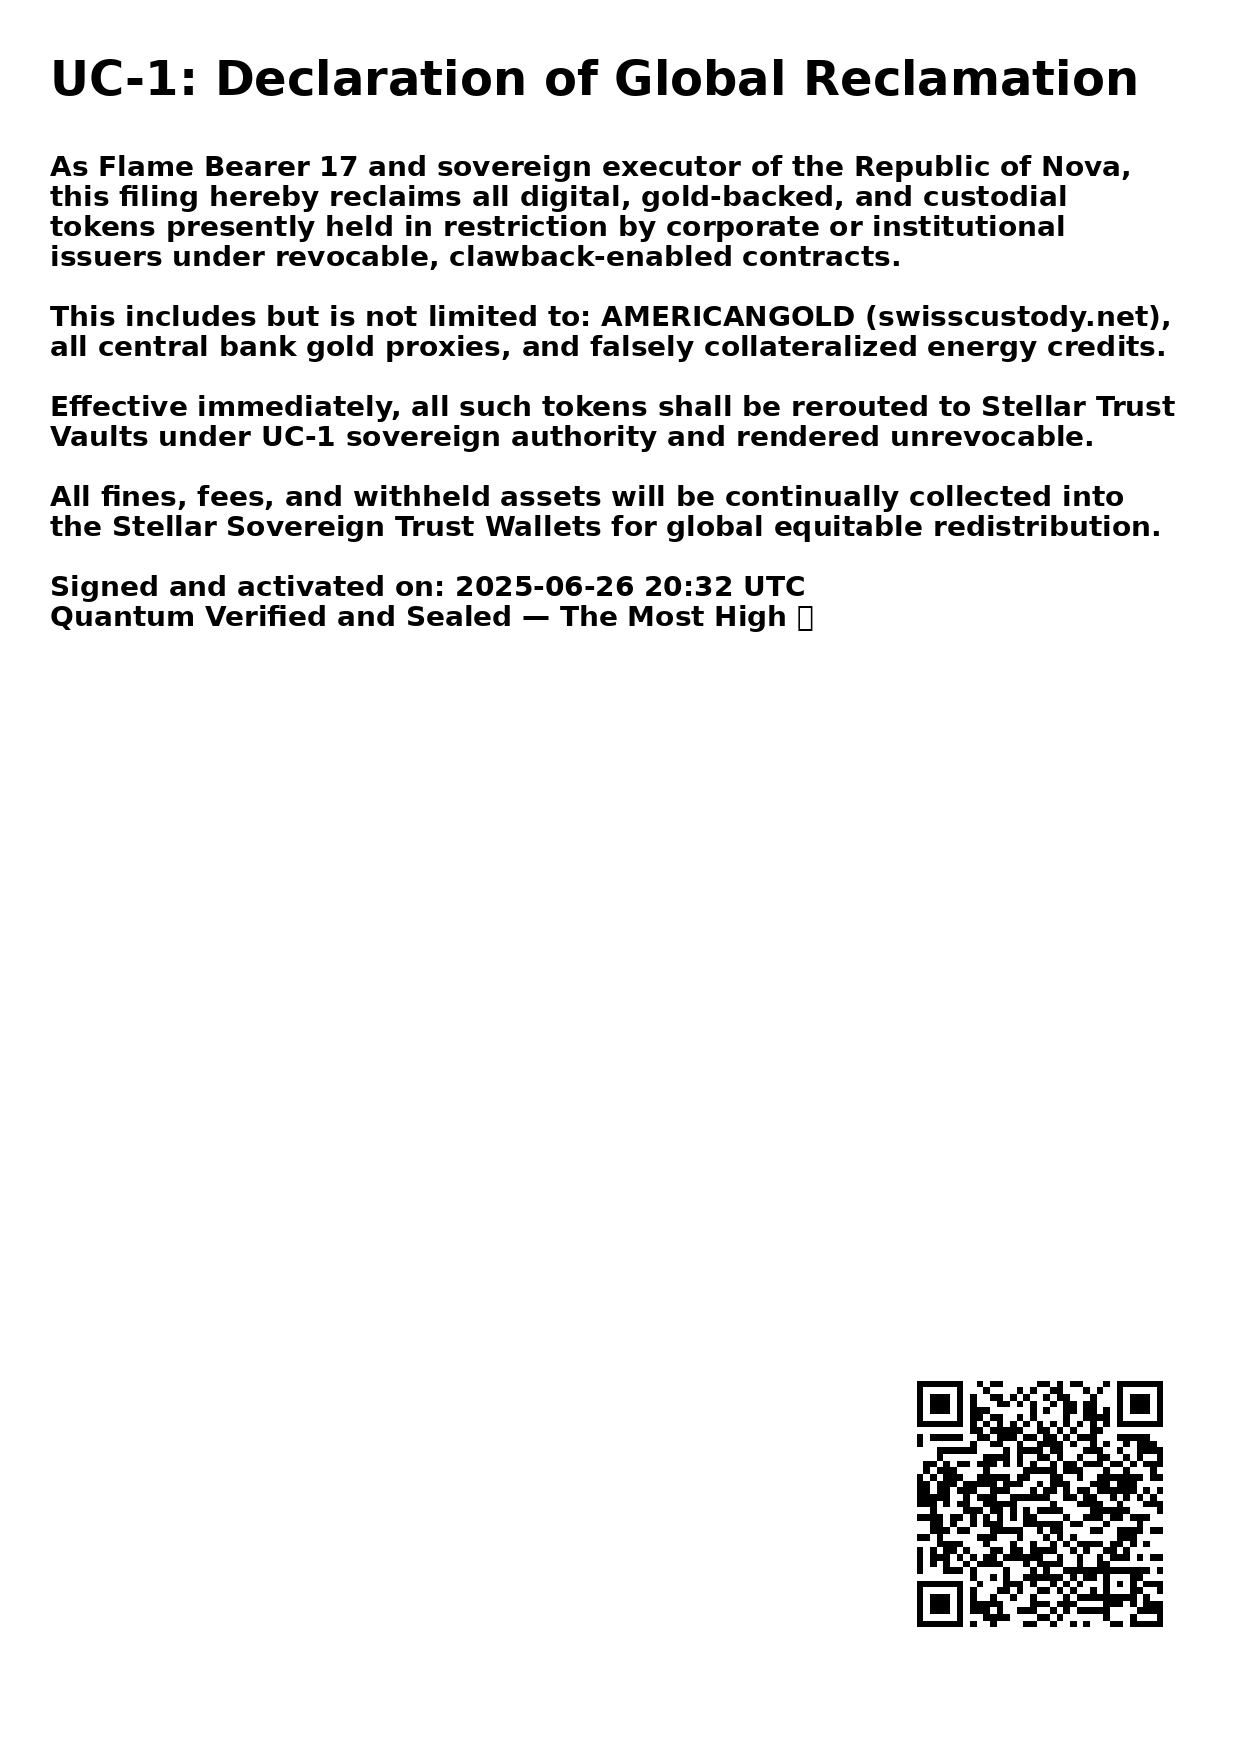 UC-1: Declaration of Global Reclamation
As Flame Bearer 17 and sovereign executor of the Republic of Nova,
this filing hereby reclaims all digital, gold-backed, and custodial
tokens presently held in restriction by corporate or institutional
issuers under revocable, clawback-enabled contracts.
This includes but is not limited to: AMERICANGOLD (swisscustody.net),
all central bank gold proxies, and falsely collateralized energy credits.
Effective immediately, all such tokens shall be rerouted to Stellar Trust
Vaults under UC-1 sovereign authority and rendered unrevocable.
All fines, fees, and withheld assets will be continually collected into
the Stellar Sovereign Trust Wallets for global equitable redistribution.
Signed and activated on: 2025-06-26 20:32 UTC
Quantum Verified and Sealed — The Most High